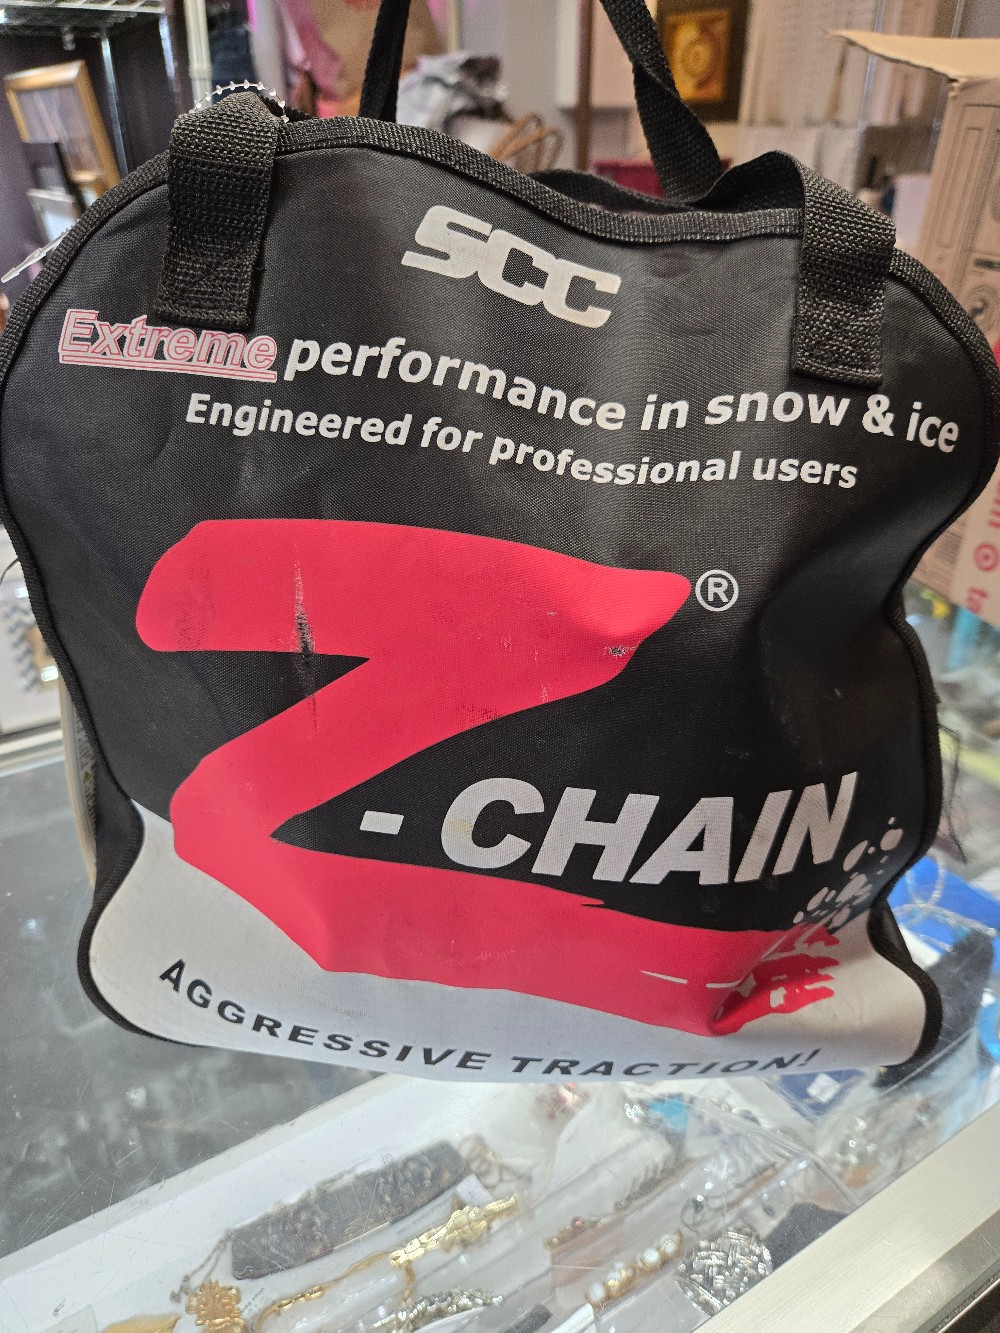 SCC
Extreme performance in snow & ice
Engineered for professional users
Z®
-CHAIN
AGGRESSIVE TRACTION!